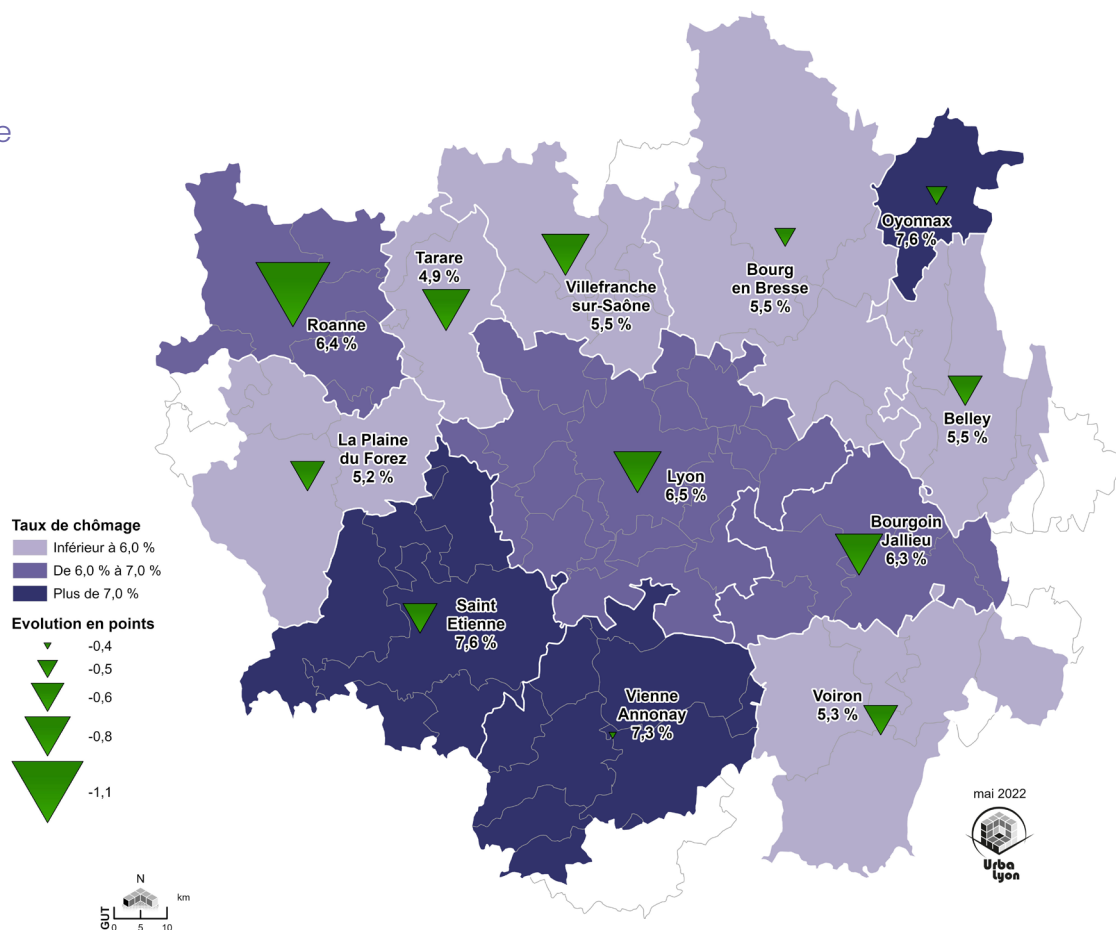 e
Oyonnax
7,6 %
Tarare
4,9 %
Villefranche
sur-Saône
5,5 %
Bourg
en Bresse
5,5 %
Roanne
6,4 %
La Plaine
du Forez
5,2 %
Belley
5,5 %
Lyon
6,5 %
Bourgoin
Jallieu
6,3 %
Taux de chômage
Inférieur à 6,0 %
De 6,0 % à 7,0 %
Plus de 7,0 %
Saint
Etienne
7,6 %
Evolution en points
-0,4
-0,5
-0,6
-0,8
-1,1
Vienne
Annonay
7,3 %
Voiron
5,3 %
mai 2022
Urba
Lyon
N
km
GUT
0 5 10